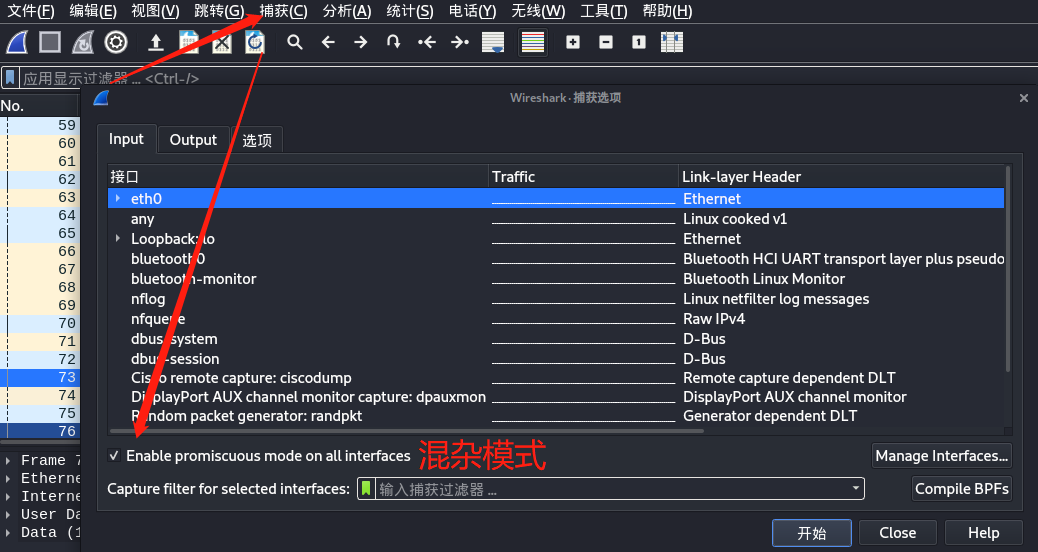 文件(F) 编辑(E) 视图(V) 跳转(G) 捕获(C) 分析(A) 统计(S) 电话(Y) 无线(W) 工具(T) 帮助(H)
应用显示过滤器 … <Ctrl-/>
No.
59
60
61
62
63
64
65
66
67
68
69
70
71
72
73
74
75
76
Frame 7
Etherne
Interne
User Da
Data (1
Wireshark · 捕获选项
Input Output 选项
接口 Traffic Link-layer Header
eth0 Ethernet
any Linux cooked v1
Loopback: lo Ethernet
bluetooth0 Bluetooth HCI UART transport layer plus pseudo
bluetooth-monitor Bluetooth Linux Monitor
nflog Linux netfilter log messages
nfqueue Raw IPv4
dbus-system D-Bus
dbus-session D-Bus
Cisco remote capture: ciscodump Remote capture dependent DLT
DisplayPort AUX channel monitor capture: dpauxmon DisplayPort AUX channel monitor
Random packet generator: randpkt Generator dependent DLT
Enable promiscuous mode on all interfaces 混杂模式 Manage Interfaces...
Capture filter for selected interfaces: 输入捕获过滤器 … Compile BPFs
开始 Close Help